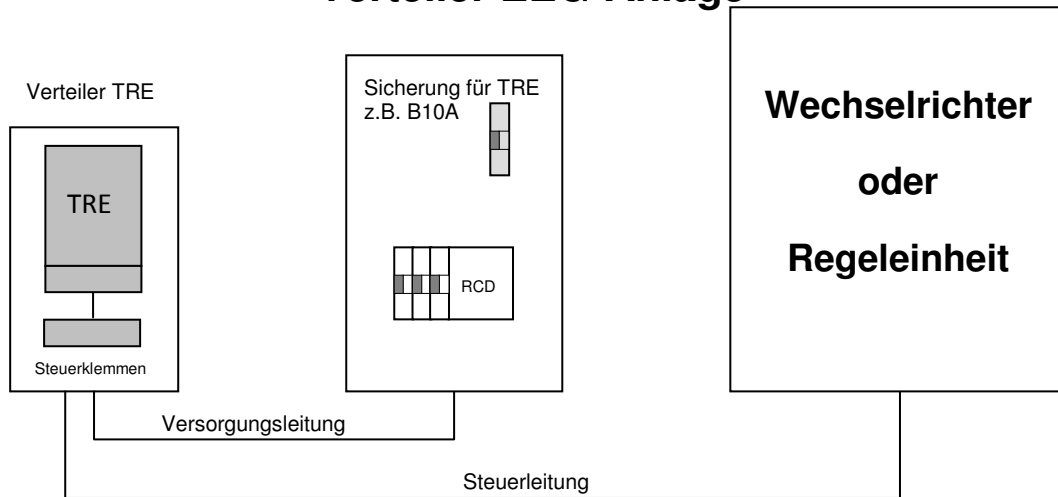 Verteiler EEG-Anlage
Verteiler TRE
TRE
Steuerklemmen
Sicherung für TRE
z.B. B10A
RCD
Wechselrichter
oder
Regeleinheit
Versorgungsleitung
Steuerleitung